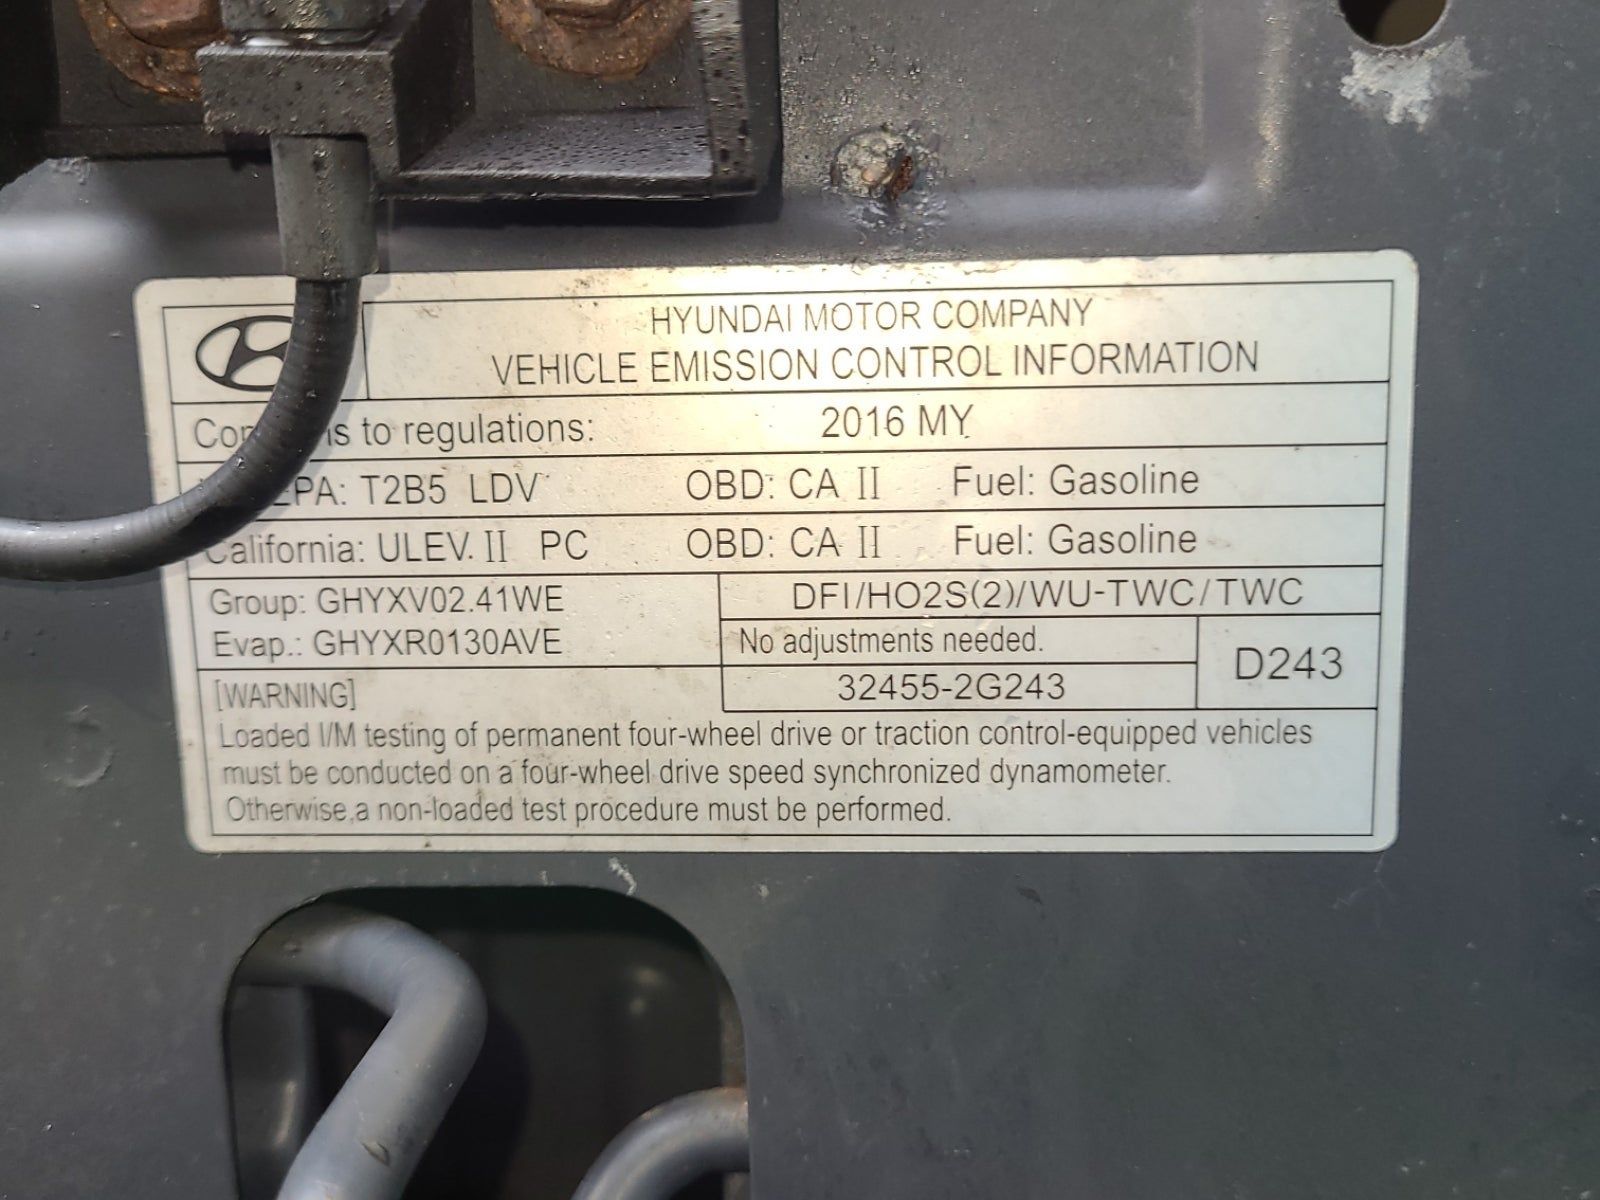 HYUNDAI MOTOR COMPANY
VEHICLE EMISSION CONTROL INFORMATION
to regulations: 2016 MY
EPA: T2B5 LDV OBD: CA II Fuel: Gasoline
California: ULEV II PC OBD: CA II Fuel: Gasoline
Group: GHYXV02.41WE
Evap.: GHYXR0130AVE
DFI/HO2S(2)/WU-TWC/TWC
No adjustments needed.
32455-2G243
D243
[WARNING]
Loaded I/M testing of permanent four-wheel drive or traction control-equipped vehicles
must be conducted on a four-wheel drive speed synchronized dynamometer.
Otherwise,a non-loaded test procedure must be performed.